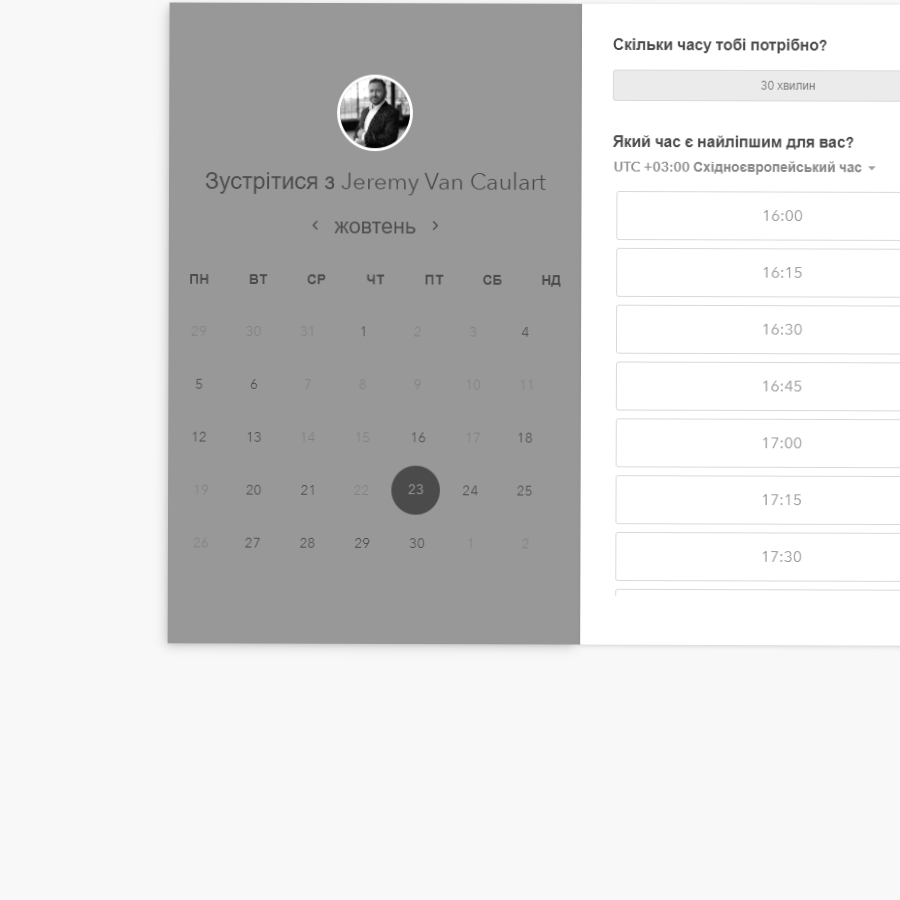 Зустрітися з Jeremy Van Caulart
жовтень
ПН ВТ СР ЧТ ПТ СБ НД
29 30 31 1 2 3 4
5 6 7 8 9 10 11
12 13 14 15 16 17 18
19 20 21 22 23 24 25
26 27 28 29 30 1 2
Скільки часу тобі потрібно?
30 хвилин
Який час є найліпшим для вас?
UTC +03:00 Східноєвропейський час
16:00
16:15
16:30
16:45
17:00
17:15
17:30